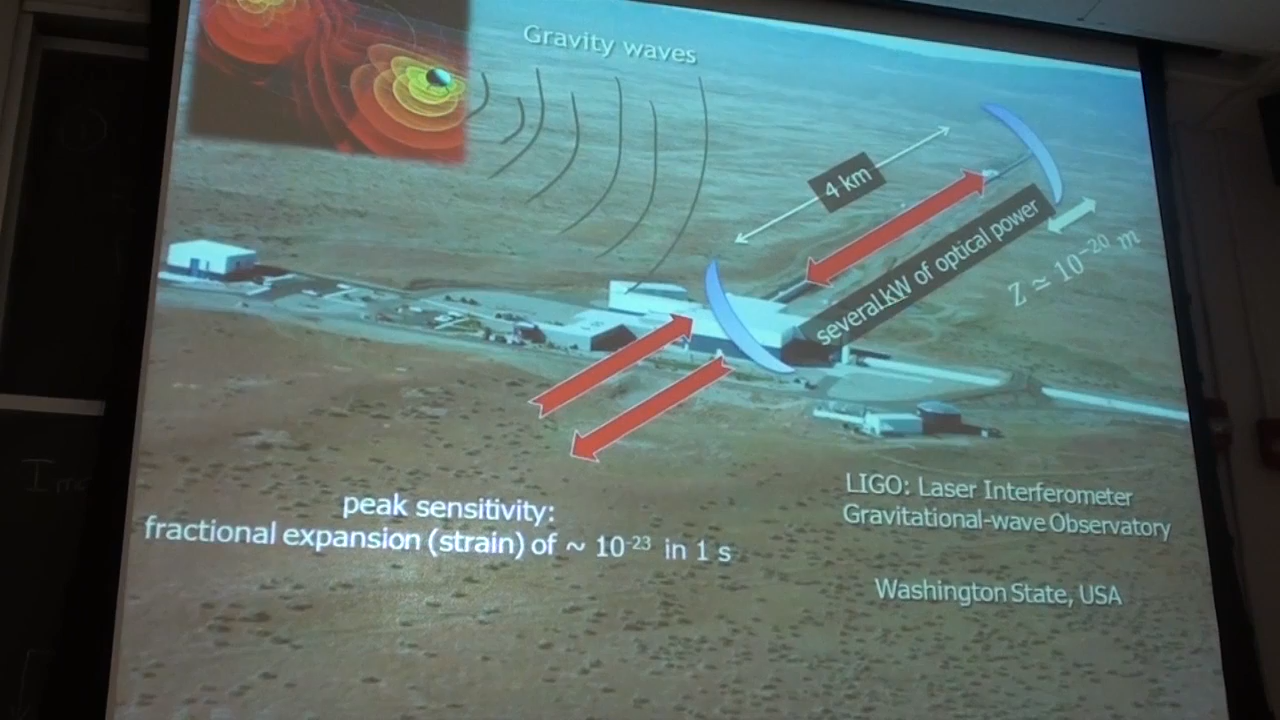 Gravity waves
4 km
several kW of optical power
Z ≃ 10⁻²⁰ m
peak sensitivity:
fractional expansion (strain) of ~ 10⁻²³ in 1 s
LIGO: Laser Interferometer
Gravitational-wave Observatory
Washington State, USA